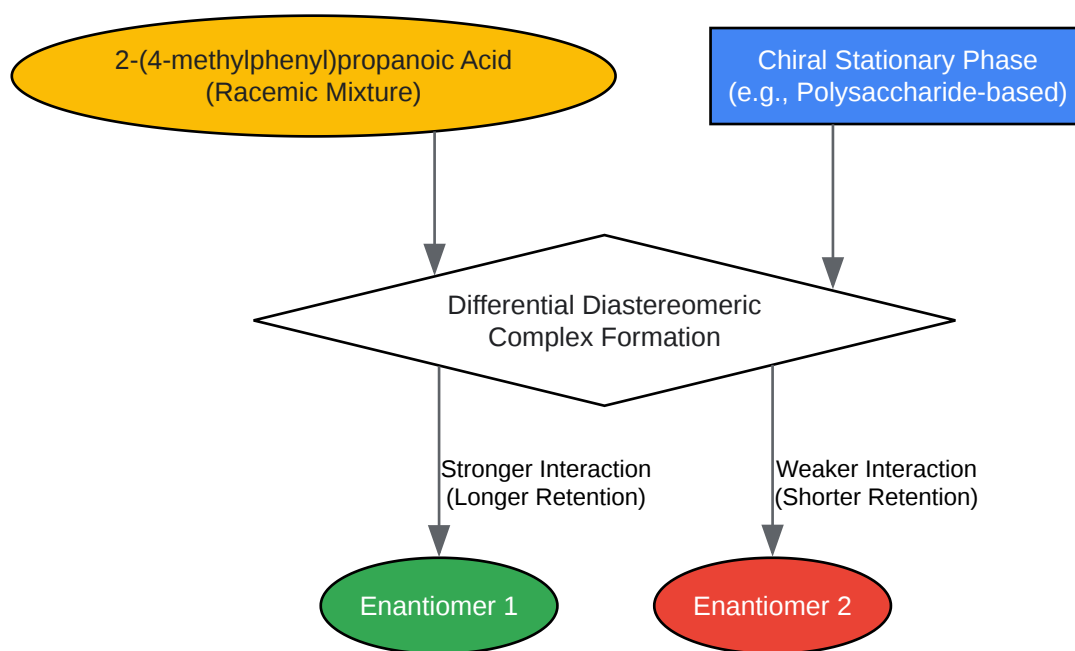 2-(4-methylphenyl)propanoic Acid
(Racemic Mixture)
Chiral Stationary Phase
(e.g., Polysaccharide-based)
Differential Diastereomeric
Complex Formation
Stronger Interaction
(Longer Retention)
Weaker Interaction
(Shorter Retention)
Enantiomer 1
Enantiomer 2